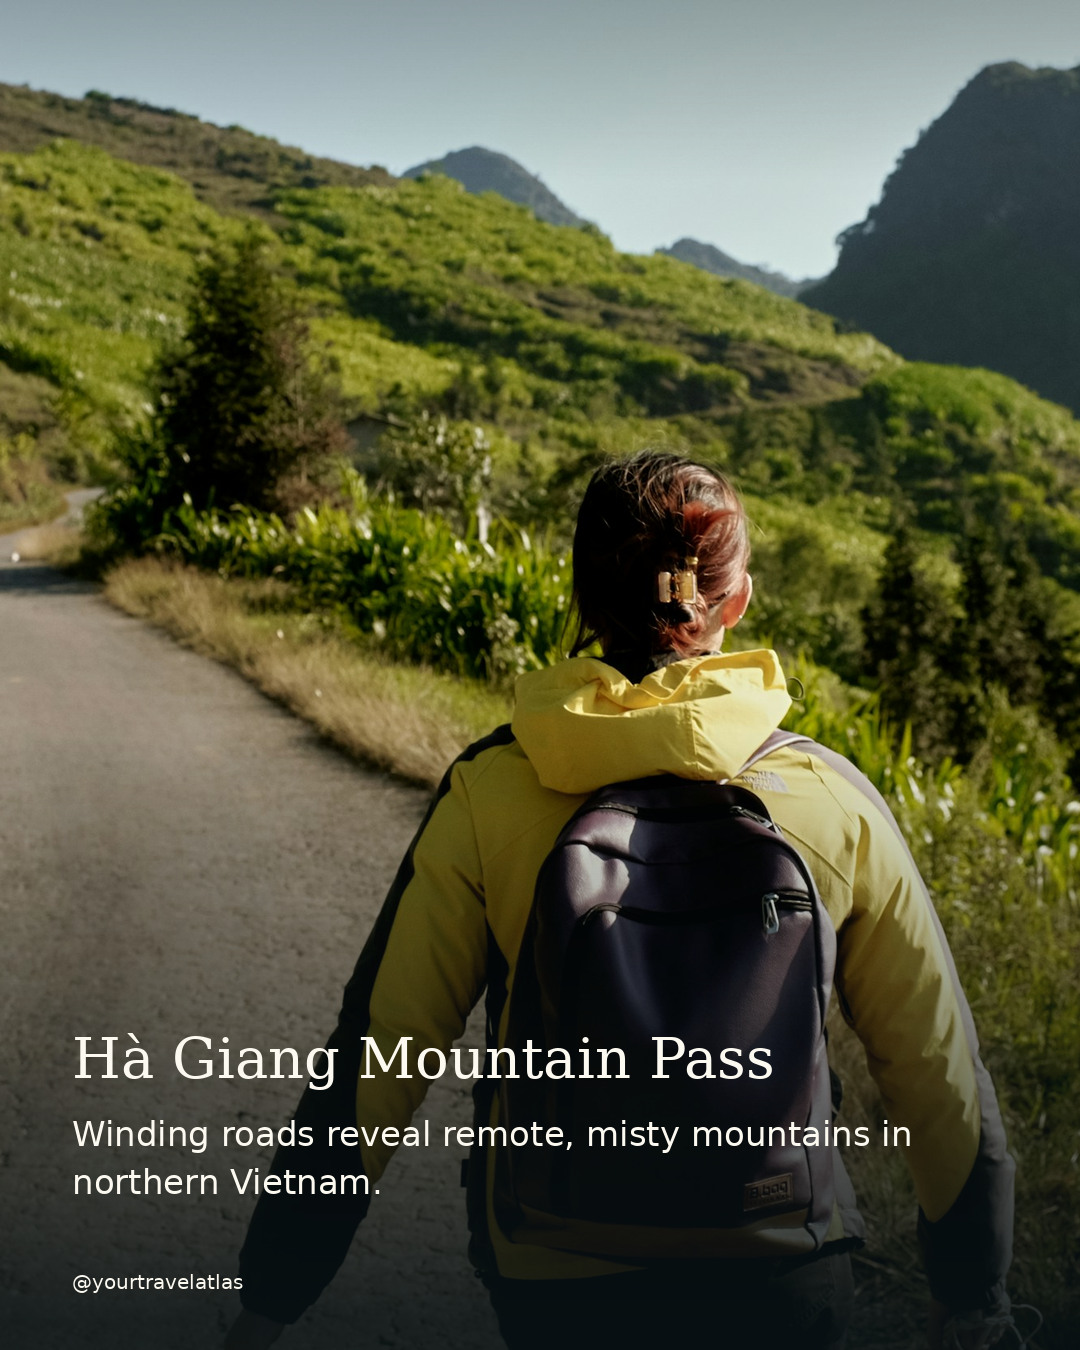 Hà Giang Mountain Pass
Winding roads reveal remote, misty mountains in
northern Vietnam.
@yourtravelatlas